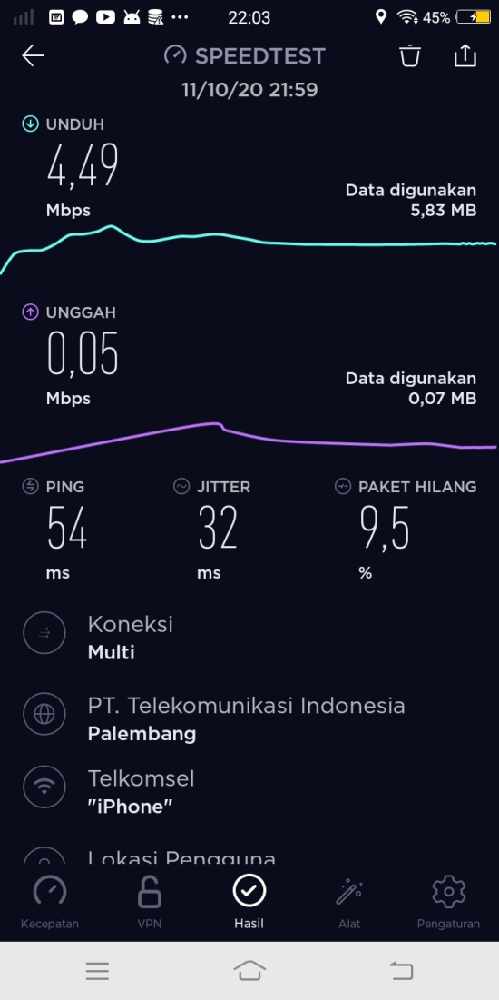 22:03
45%
SPEEDTEST
11/10/20 21:59
UNDUH
4,49
Mbps
Data digunakan
5,83 MB
UNGGAH
0,05
Mbps
Data digunakan
0,07 MB
PING
JITTER
PAKET HILANG
54
32
9,5
ms
ms
%
Koneksi
Multi
PT. Telekomunikasi Indonesia
Palembang
Telkomsel
"iPhone"
Lokasi Pengguna
Kecepatan
VPN
Hasil
Alat
Pengaturan